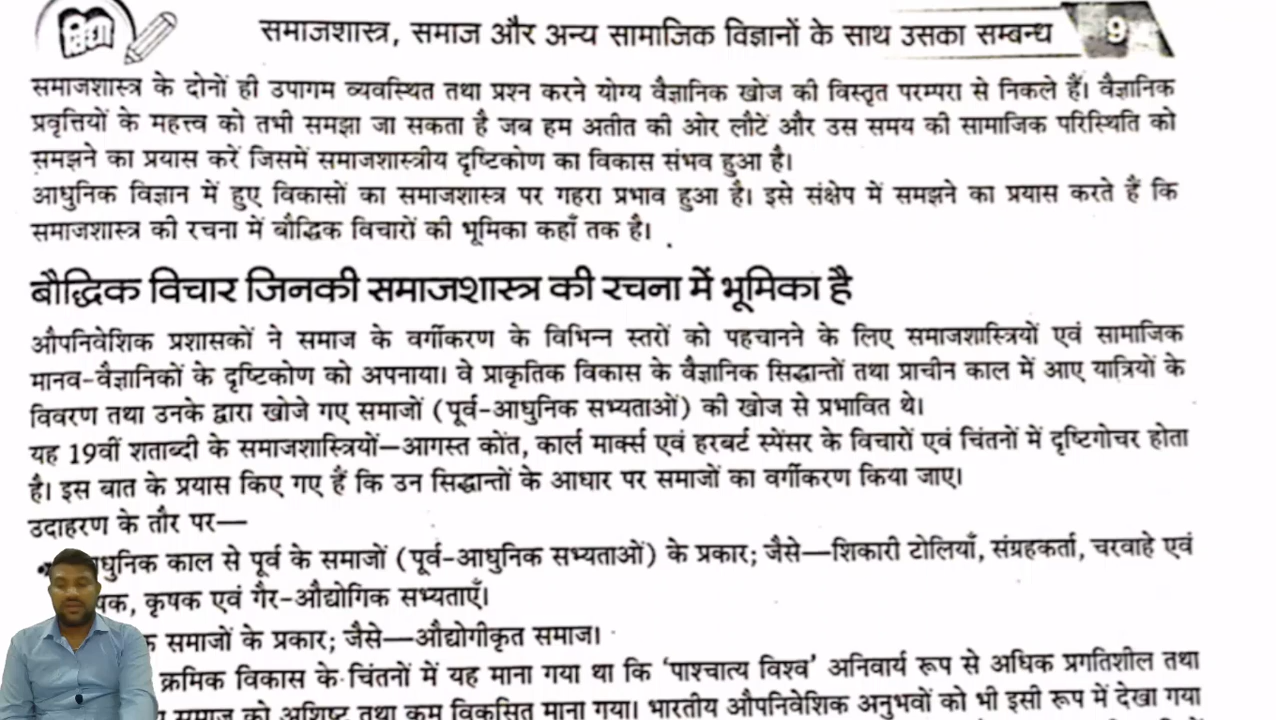 विद्या
समाजशास्त्र, समाज और अन्य सामाजिक विज्ञानों के साथ उसका सम्बन्ध 9
समाजशास्त्र के दोनों ही उपागम व्यवस्थित तथा प्रश्न करने योग्य वैज्ञानिक खोज की विस्तृत परम्परा से निकले हैं। वैज्ञानिक
प्रवृत्तियों के महत्त्व को तभी समझा जा सकता है जब हम अतीत की ओर लौटें और उस समय की सामाजिक परिस्थिति को
समझने का प्रयास करें जिसमें समाजशास्त्रीय दृष्टिकोण का विकास संभव हुआ है।
आधुनिक विज्ञान में हुए विकासों का समाजशास्त्र पर गहरा प्रभाव हुआ है। इसे संक्षेप में समझने का प्रयास करते हैं कि
समाजशास्त्र की रचना में बौद्धिक विचारों की भूमिका कहाँ तक है।
बौद्धिक विचार जिनकी समाजशास्त्र की रचना में भूमिका है
औपनिवेशिक प्रशासकों ने समाज के वर्गीकरण के विभिन्न स्तरों को पहचानने के लिए समाजशास्त्रियों एवं सामाजिक
मानव-वैज्ञानिकों के दृष्टिकोण को अपनाया। वे प्राकृतिक विकास के वैज्ञानिक सिद्धान्तों तथा प्राचीन काल में आए यात्रियों के
विवरण तथा उनके द्वारा खोजे गए समाजों (पूर्व-आधुनिक सभ्यताओं) की खोज से प्रभावित थे।
यह 19वीं शताब्दी के समाजशास्त्रियों—आगस्त कोंत, कार्ल मार्क्स एवं हरबर्ट स्पेंसर के विचारों एवं चिंतनों में दृष्टिगोचर होता
है। इस बात के प्रयास किए गए हैं कि उन सिद्धान्तों के आधार पर समाजों का वर्गीकरण किया जाए।
उदाहरण के तौर पर—
धुनिक काल से पूर्व के समाजों (पूर्व-आधुनिक सभ्यताओं) के प्रकार; जैसे—शिकारी टोलियाँ, संग्रहकर्ता, चरवाहे एवं
षक, कृषक एवं गैर-औद्योगिक सभ्यताएँ।
क समाजों के प्रकार; जैसे—औद्योगीकृत समाज।
क्रमिक विकास के चिंतनों में यह माना गया था कि ‘पाश्चात्य विश्व’ अनिवार्य रूप से अधिक प्रगतिशील तथा
समाज को अशिष्ट तथा कम विकसित माना गया। भारतीय औपनिवेशिक अनुभवों को भी इसी रूप में देखा गया